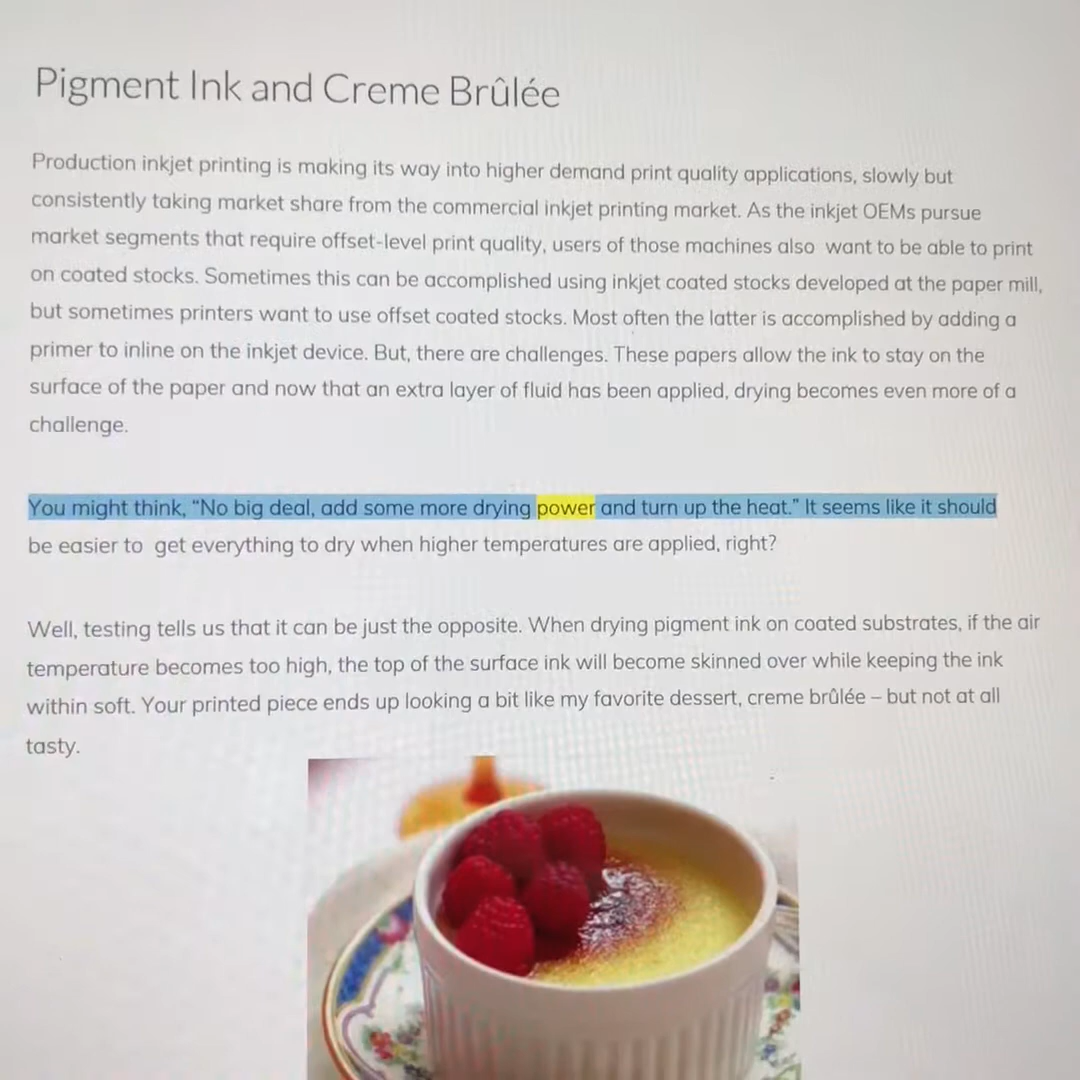 Pigment Ink and Creme Brûlée
Production inkjet printing is making its way into higher demand print quality applications, slowly but
consistently taking market share from the commercial inkjet printing market. As the inkjet OEMs pursue
market segments that require offset-level print quality, users of those machines also want to be able to print
on coated stocks. Sometimes this can be accomplished using inkjet coated stocks developed at the paper mill,
but sometimes printers want to use offset coated stocks. Most often the latter is accomplished by adding a
primer to inline on the inkjet device. But, there are challenges. These papers allow the ink to stay on the
surface of the paper and now that an extra layer of fluid has been applied, drying becomes even more of a
challenge.
You might think, “No big deal, add some more drying power and turn up the heat.” It seems like it should
be easier to get everything to dry when higher temperatures are applied, right?
Well, testing tells us that it can be just the opposite. When drying pigment ink on coated substrates, if the air
temperature becomes too high, the top of the surface ink will become skinned over while keeping the ink
within soft. Your printed piece ends up looking a bit like my favorite dessert, creme brûlée – but not at all
tasty.